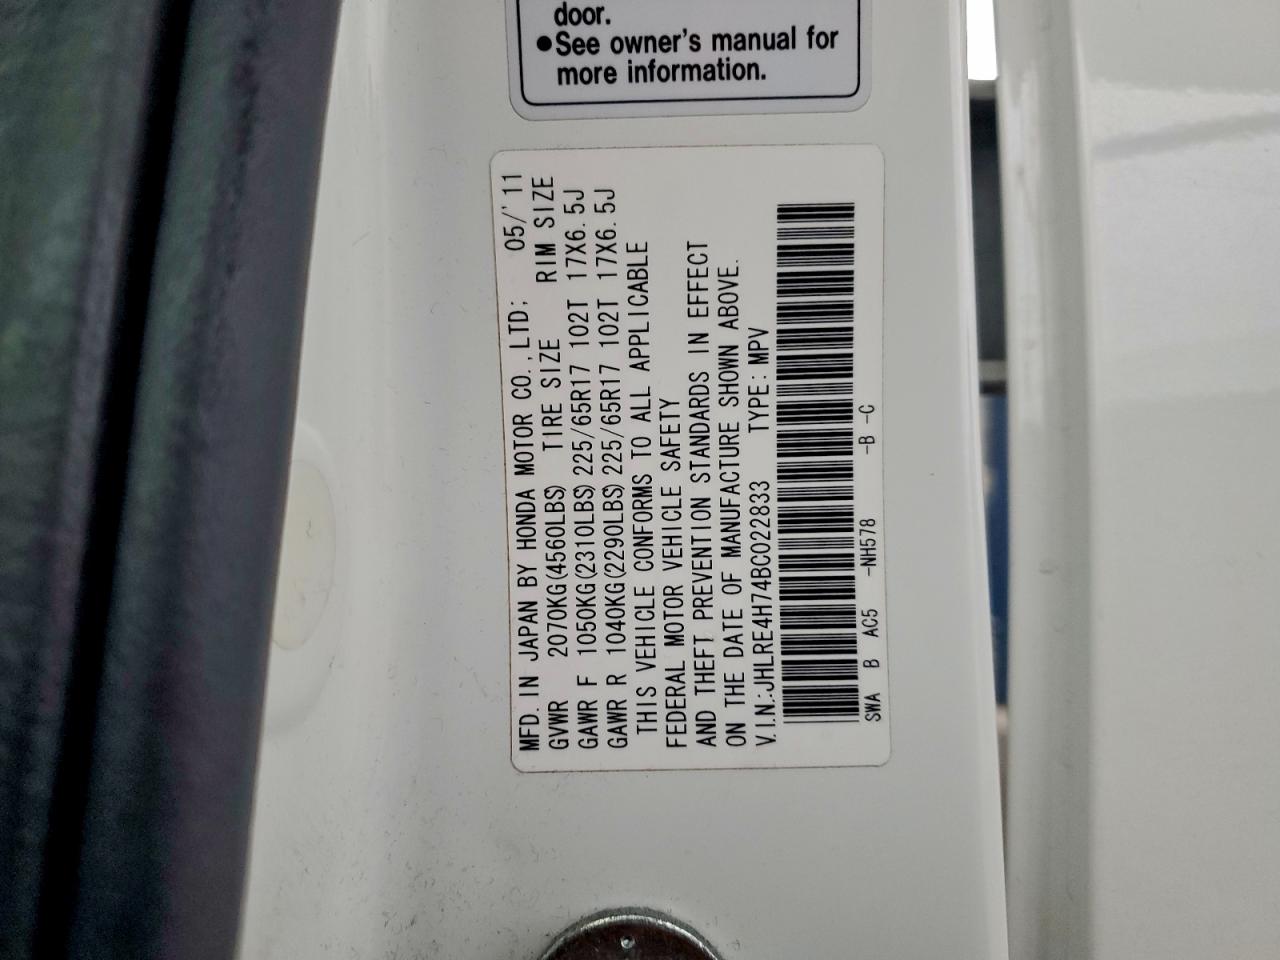 door.
●See owner's manual for
more information.
MFD. IN JAPAN BY HONDA MOTOR CO., LTD; 05/'11
GVWR 2070KG(4560LBS) TIRE SIZE RIM SIZE
GAWR F 1050KG(2310LBS) 225/65R17 102T 17X6.5J
GAWR R 1040KG(2290LBS) 225/65R17 102T 17X6.5J
THIS VEHICLE CONFORMS TO ALL APPLICABLE
FEDERAL MOTOR VEHICLE SAFETY
AND THEFT PREVENTION STANDARDS IN EFFECT
ON THE DATE OF MANUFACTURE SHOWN ABOVE.
V.I.N.:JHLRE4H74BC022833 TYPE:MPV
SWA B AC5 -NH578 -B -C